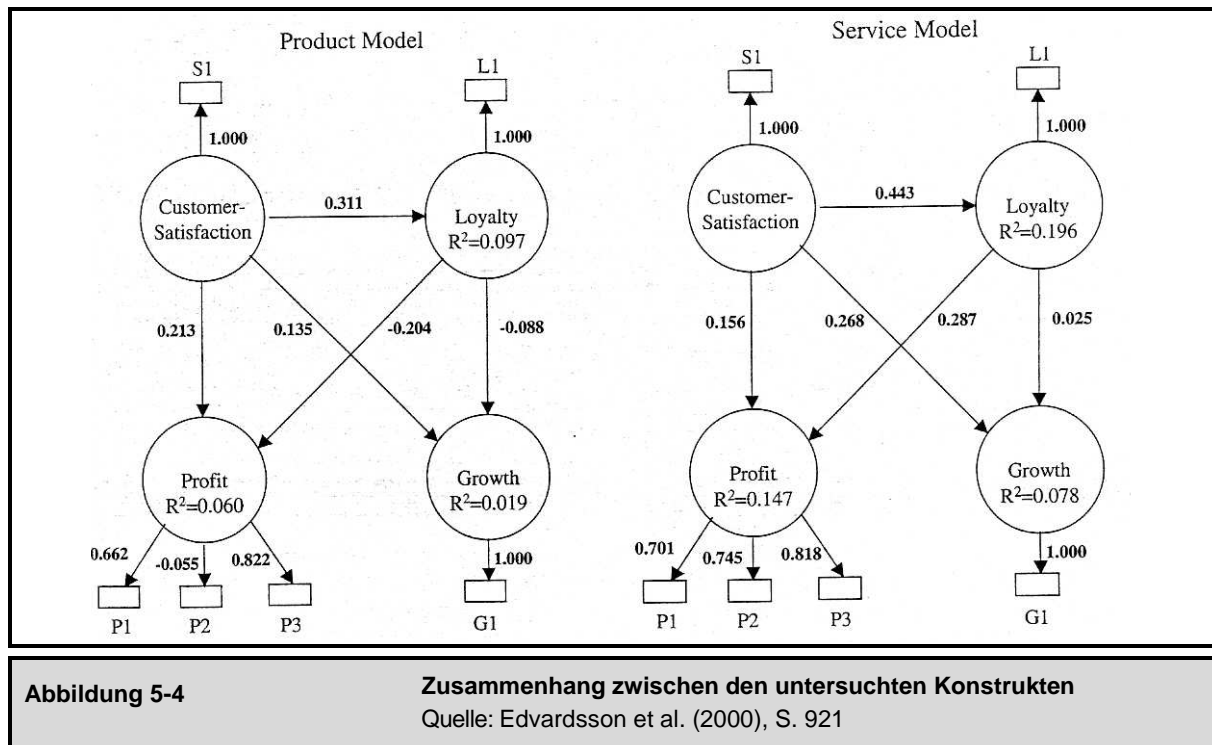 Product Model
S1
L1
1.000
1.000
Customer-
Satisfaction
0.311
Loyalty
R²=0.097
0.213
0.135
-0.204
-0.088
Profit
R²=0.060
Growth
R²=0.019
0.662
-0.055
0.822
1.000
P1
P2
P3
G1
Service Model
S1
L1
1.000
1.000
Customer-
Satisfaction
0.443
Loyalty
R²=0.196
0.156
0.268
0.287
0.025
Profit
R²=0.147
Growth
R²=0.078
0.701
0.745
0.818
1.000
P1
P2
P3
G1
Abbildung 5-4
Zusammenhang zwischen den untersuchten Konstrukten
Quelle: Edvardsson et al. (2000), S. 921